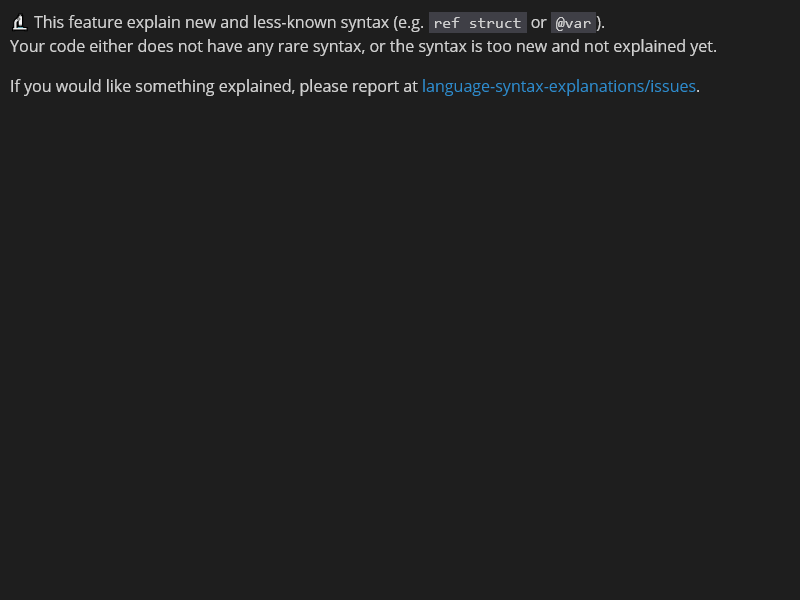 This feature explain new and less-known syntax (e.g. ref struct or @var).
Your code either does not have any rare syntax, or the syntax is too new and not explained yet.
If you would like something explained, please report at language-syntax-explanations/issues.